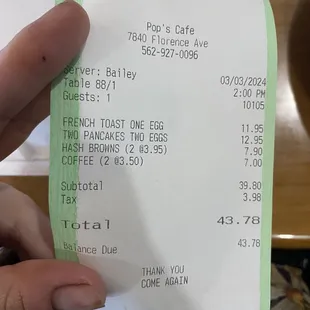 Pop's Cafe
7840 Florence Ave
562-927-0096
Server: Bailey 03/03/2024
Table 88/1 2:00 PM
Guests: 1 10105
FRENCH TOAST ONE EGG 11.95
TWO PANCAKES TWO EGGS 12.95
HASH BROWNS (2 @3.95) 7.90
COFFEE (2 @3.50) 7.00
Subtotal 39.80
Tax 3.98
Total 43.78
Balance Due 43.78
THANK YOU
COME AGAIN